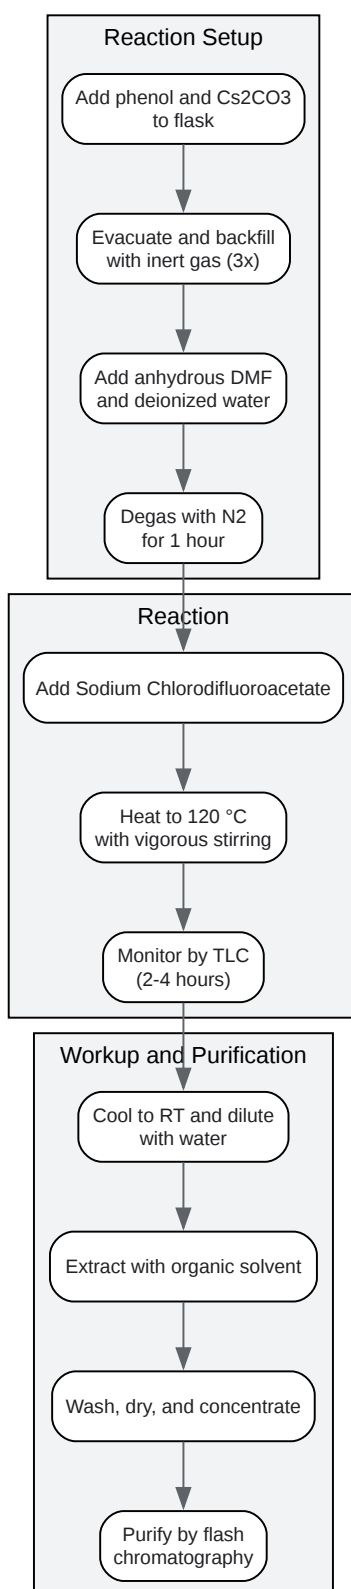 Reaction Setup
Add phenol and Cs2CO3
to flask
Evacuate and backfill
with inert gas (3x)
Add anhydrous DMF
and deionized water
Degas with N2
for 1 hour
Reaction
Add Sodium Chlorodifluoroacetate
Heat to 120 °C
with vigorous stirring
Monitor by TLC
(2-4 hours)
Workup and Purification
Cool to RT and dilute
with water
Extract with organic solvent
Wash, dry, and concentrate
Purify by flash
chromatography